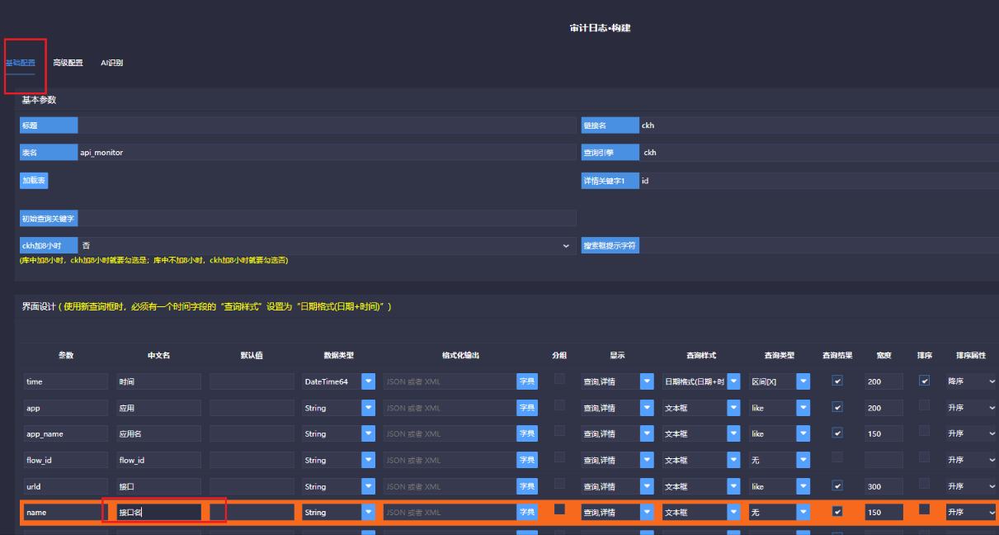 审计日志•构建
基础配置 高级配置 AI识别
基本参数
标题 链接名 ckh
表名 api_monitor 查询引擎 ckh
加载表 详情关键字1 id
初始查询关键字
ckh加8小时 否 搜索框提示字符
(库中加8小时，ckh加8小时就要勾选是；库中不加8小时，ckh加8小时就要勾选否)
界面设计 ( 使用新查询框时，必须有一个时间字段的“查询样式”设置为“日期格式(日期+时间)” )
参数 中文名 默认值 数据类型 格式化输出 分组 显示 查询样式 查询类型 查询结果 宽度 排序 排序属性
time 时间 DateTime64 JSON 或者 XML 字典 查询,详情 日期格式(日期+时 区间[X] 200 降序
app 应用 String JSON 或者 XML 字典 查询,详情 文本框 like 200 升序
app_name 应用名 String JSON 或者 XML 字典 查询,详情 文本框 like 150 升序
flow_id flow_id String JSON 或者 XML 字典 查询,详情 文本框 无 升序
urld 接口 String JSON 或者 XML 字典 查询,详情 文本框 like 300 升序
name 接口名 String JSON 或者 XML 字典 查询,详情 文本框 无 150 升序